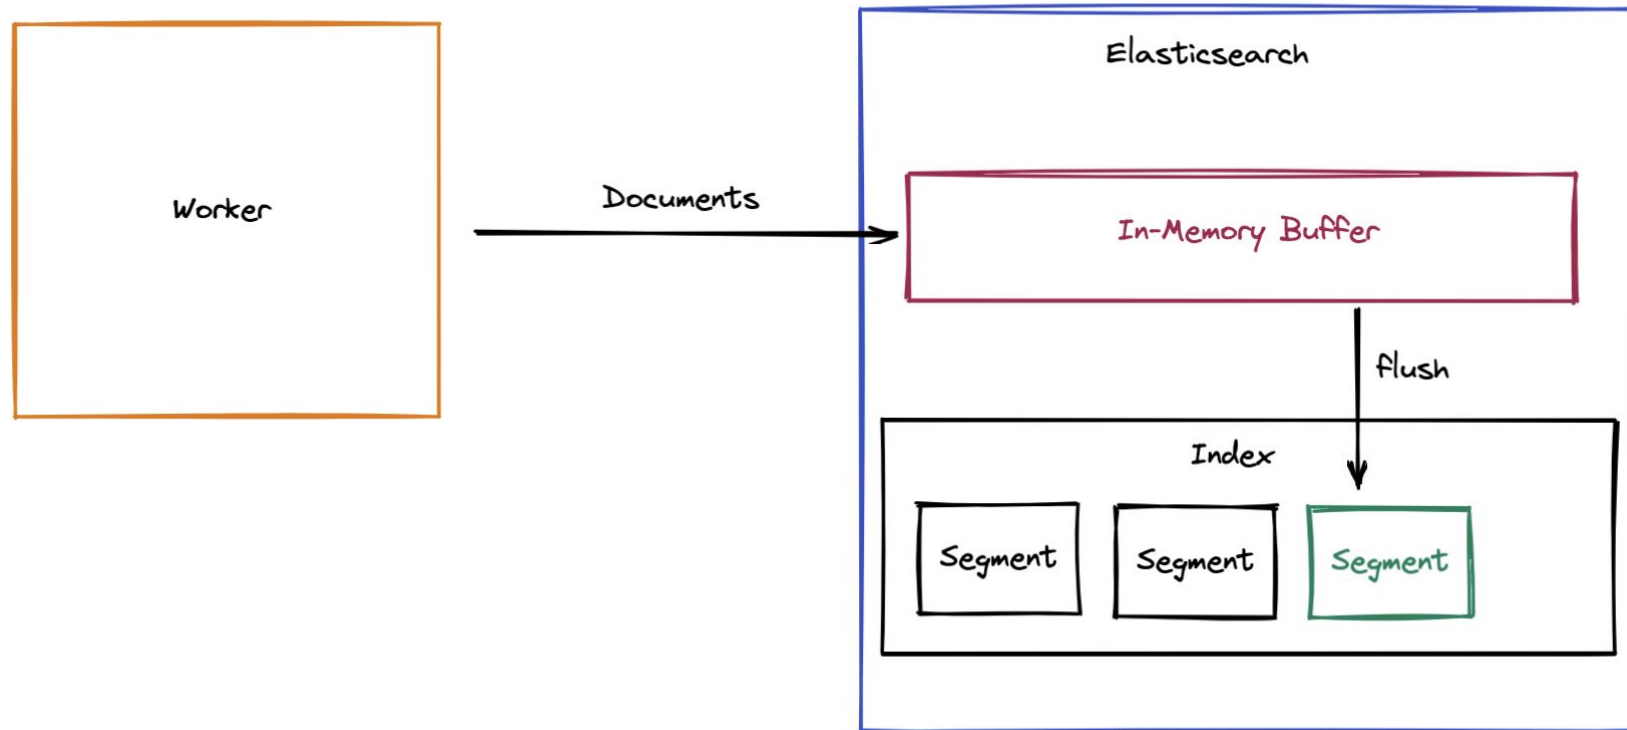 Elasticsearch
Worker
Documents
In-Memory Buffer
flush
Index
Segment
Segment
Segment